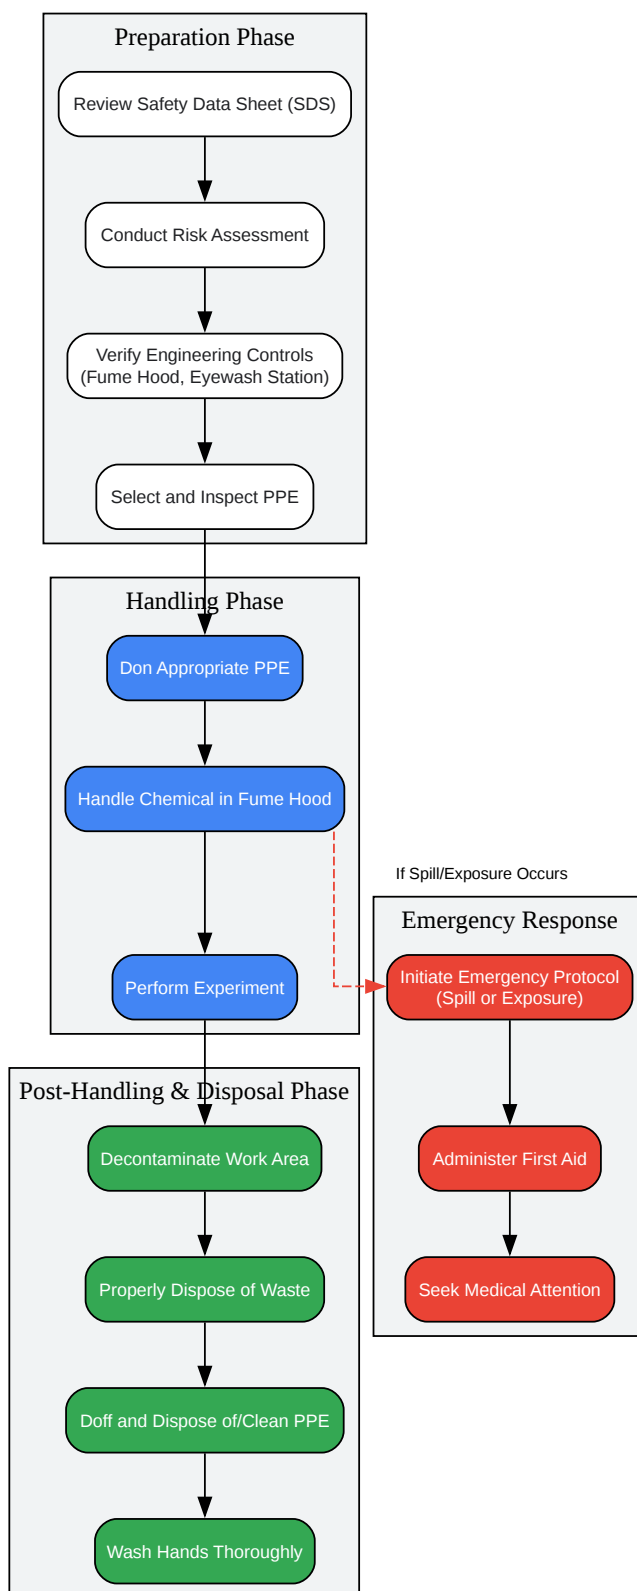 Preparation Phase
Review Safety Data Sheet (SDS)
Conduct Risk Assessment
Verify Engineering Controls
(Fume Hood, Eyewash Station)
Select and Inspect PPE
Handling Phase
Don Appropriate PPE
Handle Chemical in Fume Hood
Perform Experiment
If Spill/Exposure Occurs
Emergency Response
Initiate Emergency Protocol
(Spill or Exposure)
Administer First Aid
Seek Medical Attention
Post-Handling & Disposal Phase
Decontaminate Work Area
Properly Dispose of Waste
Doff and Dispose of/Clean PPE
Wash Hands Thoroughly